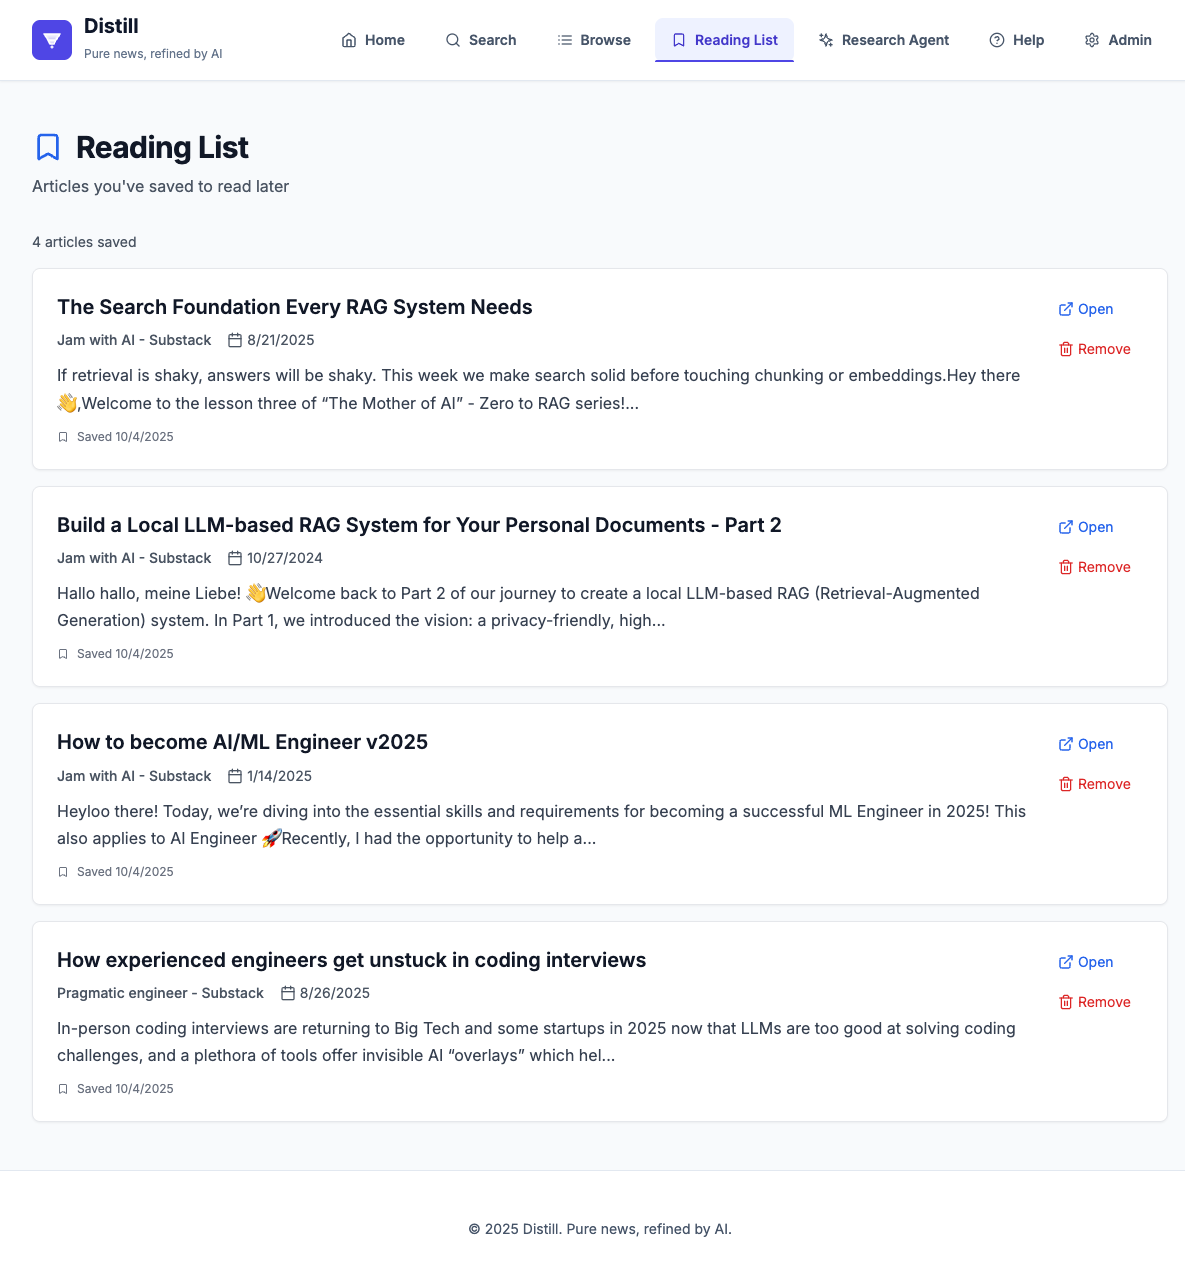 Distill
Pure news, refined by AI
Home
Search
Browse
Reading List
Research Agent
Help
Admin
Reading List
Articles you've saved to read later
4 articles saved
The Search Foundation Every RAG System Needs
Open
Jam with AI - Substack 8/21/2025
Remove
If retrieval is shaky, answers will be shaky. This week we make search solid before touching chunking or embeddings.Hey there
👋,Welcome to the lesson three of “The Mother of AI” - Zero to RAG series!...
Saved 10/4/2025
Build a Local LLM-based RAG System for Your Personal Documents - Part 2
Open
Jam with AI - Substack 10/27/2024
Remove
Hallo hallo, meine Liebe! 👋Welcome back to Part 2 of our journey to create a local LLM-based RAG (Retrieval-Augmented
Generation) system. In Part 1, we introduced the vision: a privacy-friendly, high...
Saved 10/4/2025
How to become AI/ML Engineer v2025
Open
Jam with AI - Substack 1/14/2025
Remove
Heyloo there! Today, we’re diving into the essential skills and requirements for becoming a successful ML Engineer in 2025! This
also applies to AI Engineer 🚀Recently, I had the opportunity to help a...
Saved 10/4/2025
How experienced engineers get unstuck in coding interviews
Open
Pragmatic engineer - Substack 8/26/2025
Remove
In-person coding interviews are returning to Big Tech and some startups in 2025 now that LLMs are too good at solving coding
challenges, and a plethora of tools offer invisible AI “overlays” which hel...
Saved 10/4/2025
© 2025 Distill. Pure news, refined by AI.